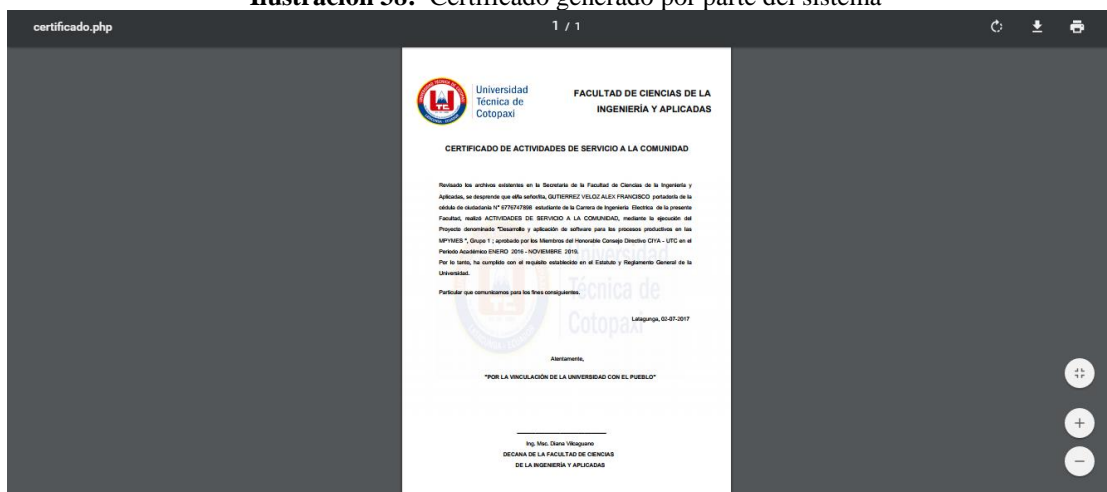 Ilustración 38: Certificado generado por parte del sistema
certificado.php
1 / 1
Universidad
Técnica de
Cotopaxi
FACULTAD DE CIENCIAS DE LA
INGENIERÍA Y APLICADAS
CERTIFICADO DE ACTIVIDADES DE SERVICIO A LA COMUNIDAD
Revisado los archivos existentes en la Secretaria de la Facultad de Ciencias de la Ingeniería y
Aplicadas, se desprende que el/la señor/ita, GUTIERREZ VELOZ ALEX FRANCISCO portador/a de la
cédula de ciudadanía N° 6776747898 estudiante de la Carrera de Ingeniería Electrica de la presente
Facultad, realizó ACTIVIDADES DE SERVICIO A LA COMUNIDAD, mediante la ejecución del
Proyecto denominado "Desarrollo y aplicación de software para los procesos productivos en las
MPYMES ", Grupo 1 ; aprobado por los Miembros del Honorable Consejo Directivo CIYA - UTC en el
Periodo Académico ENERO 2016 - NOVIEMBRE 2019.
Por lo tanto, ha cumplido con el requisito establecido en el Estatuto y Reglamento General de la
Universidad.
Particular que comunicamos para los fines consiguientes.
Universidad
Técnica de
Cotopaxi
Latagunga, 02-07-2017
Atentamente,
"POR LA VINCULACIÓN DE LA UNIVERSIDAD CON EL PUEBLO"
Ing. Msc. Diana Vilcaguano
DECANA DE LA FACULTAD DE CIENCIAS
DE LA INGENIERÍA Y APLICADAS